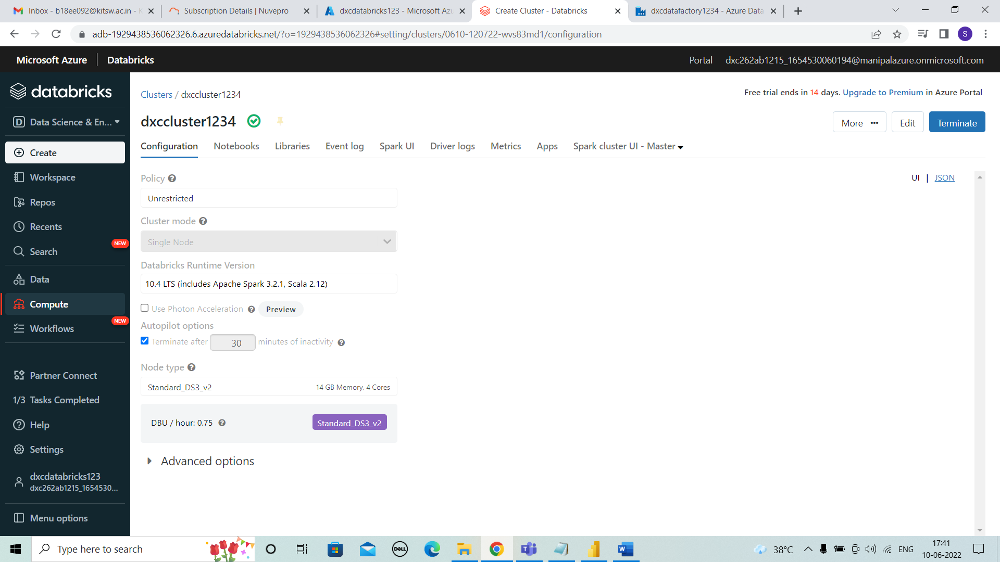 Inbox - b18ee092@kitsw.ac.in - K
Subscription Details | Nuvepro
dxcdatabricks123 - Microsoft Azu
Create Cluster - Databricks
dxcdatafactory1234 - Azure Data
adb-1929438536062326.6.azuredatabricks.net/?o=1929438536062326#setting/clusters/0610-120722-wvs83md1/configuration
S
Microsoft Azure
Databricks
Portal
dxc262ab1215_1654530060194@manipalazure.onmicrosoft.com
databricks
D Data Science & En...
Create
Workspace
Repos
Recents
NEW
Search
Data
Compute
NEW
Workflows
Partner Connect
1/3 Tasks Completed
Help
Settings
dxcdatabricks123
dxc262ab1215_1654530...
Menu options
Clusters / dxccluster1234
Free trial ends in 14 days. Upgrade to Premium in Azure Portal
dxccluster1234
More ···
Edit
Terminate
Configuration
Notebooks
Libraries
Event log
Spark UI
Driver logs
Metrics
Apps
Spark cluster UI - Master
Policy ?
UI | JSON
Unrestricted
Cluster mode ?
Single Node
Databricks Runtime Version
10.4 LTS (includes Apache Spark 3.2.1, Scala 2.12)
Use Photon Acceleration ? Preview
Autopilot options
Terminate after 30 minutes of inactivity ?
Node type ?
Standard_DS3_v2 14 GB Memory, 4 Cores
DBU / hour: 0.75 ? Standard_DS3_v2
Advanced options
Type here to search
DELL
38°C
ENG
17:41
10-06-2022